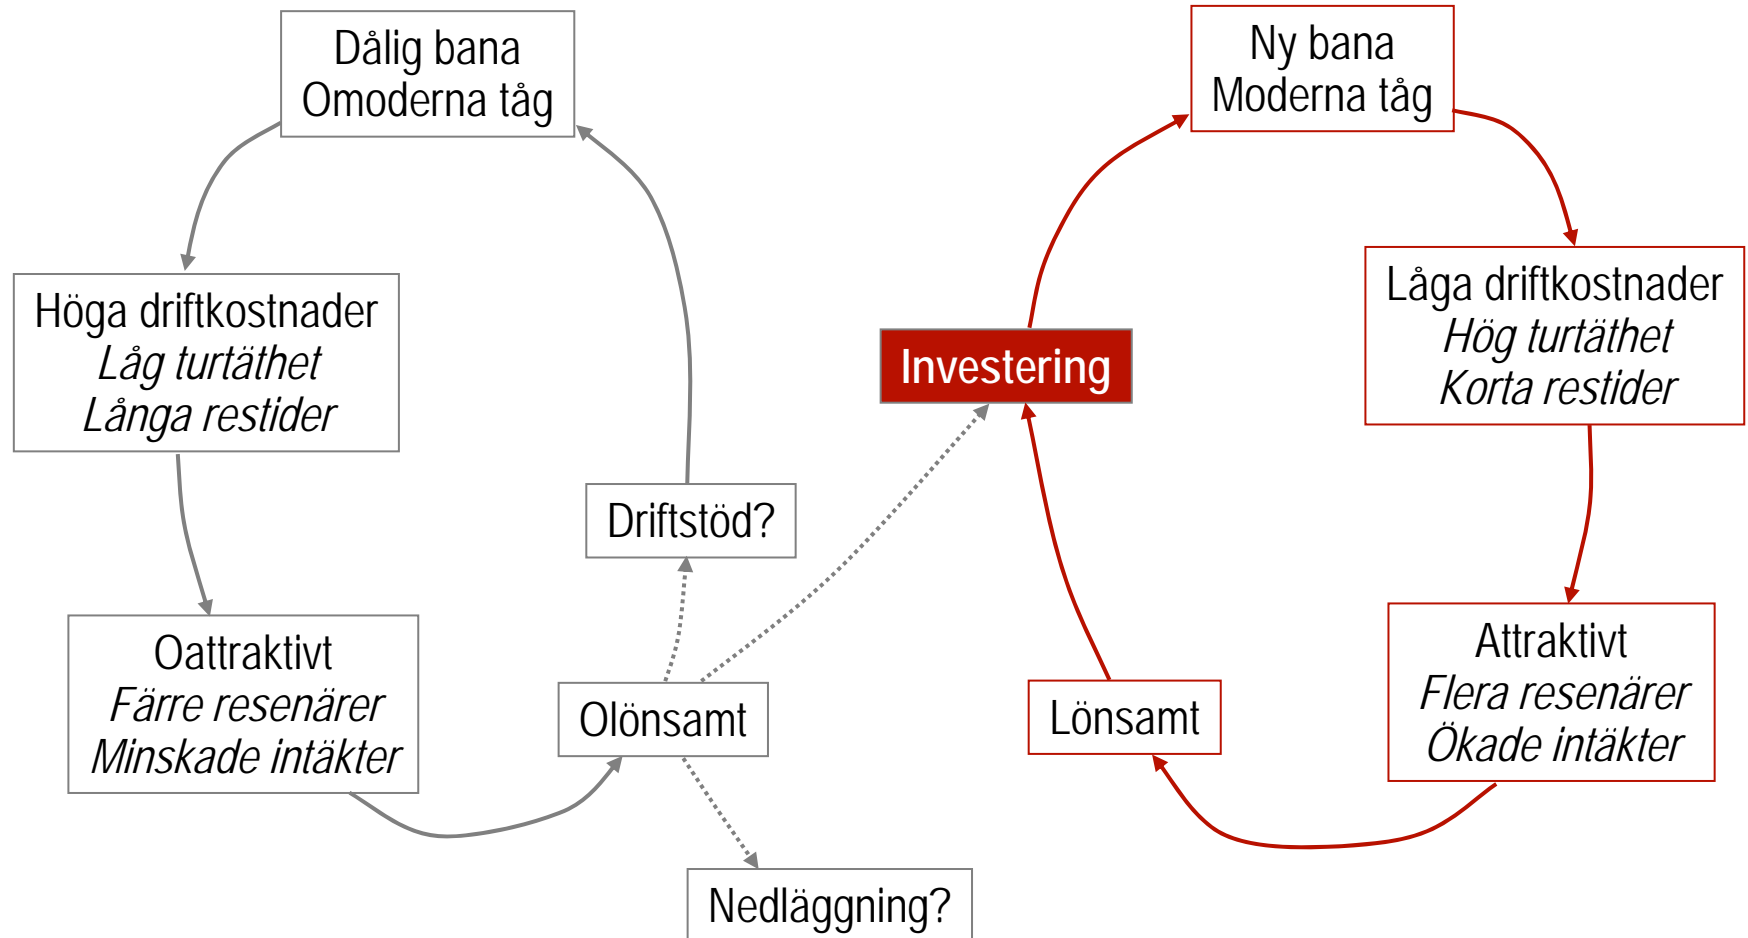 Dålig bana
Omoderna tåg
Höga driftkostnader
Låg turtäthet
Långa restider
Oattraktivt
Färre resenärer
Minskade intäkter
Olönsamt
Driftstöd?
Nedläggning?
Investering
Ny bana
Moderna tåg
Låga driftkostnader
Hög turtäthet
Korta restider
Attraktivt
Flera resenärer
Ökade intäkter
Lönsamt